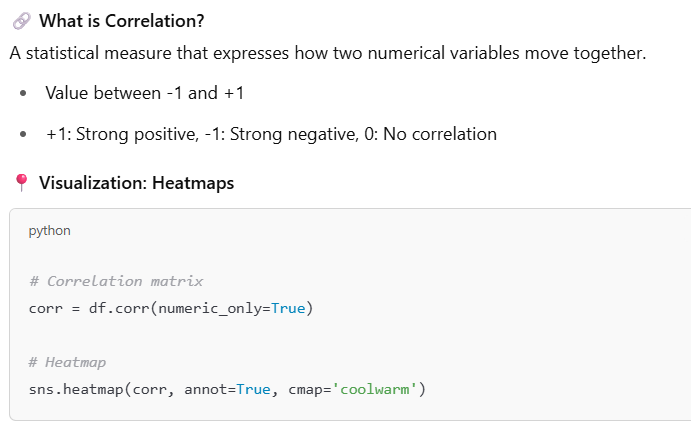 🔗 What is Correlation?
A statistical measure that expresses how two numerical variables move together.
• Value between -1 and +1
• +1: Strong positive, -1: Strong negative, 0: No correlation
📍 Visualization: Heatmaps
python
# Correlation matrix
corr = df.corr(numeric_only=True)
# Heatmap
sns.heatmap(corr, annot=True, cmap='coolwarm')